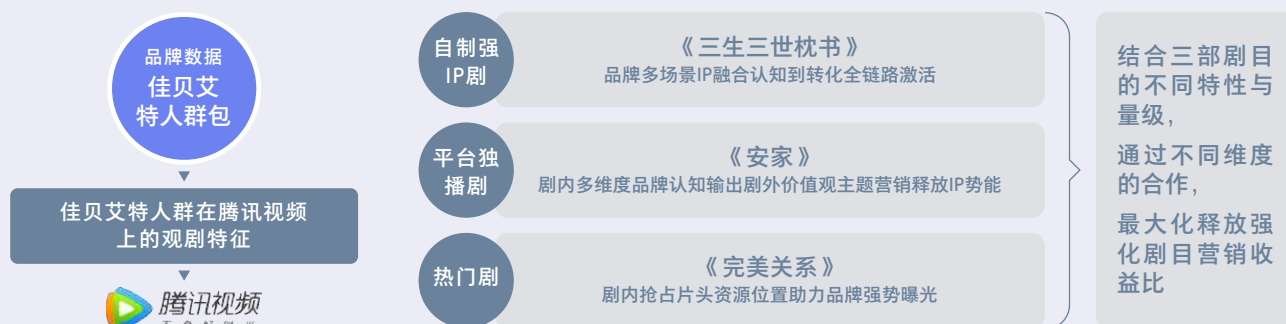 品牌数据
佳贝艾
特人群包
佳贝艾特人群在腾讯视频
上的观剧特征
腾讯视频
自制强
IP剧
《三生三世枕书》
品牌多场景IP融合认知到转化全链路激活
平台独
播剧
《安家》
剧内多维度品牌认知输出剧外价值观主题营销释放IP势能
热门剧
《完美关系》
剧内抢占片头资源位置助力品牌强势曝光
结合三部剧目
的不同特性与
量级，
通过不同维度
的合作，
最大化释放强
化剧目营销收
益比